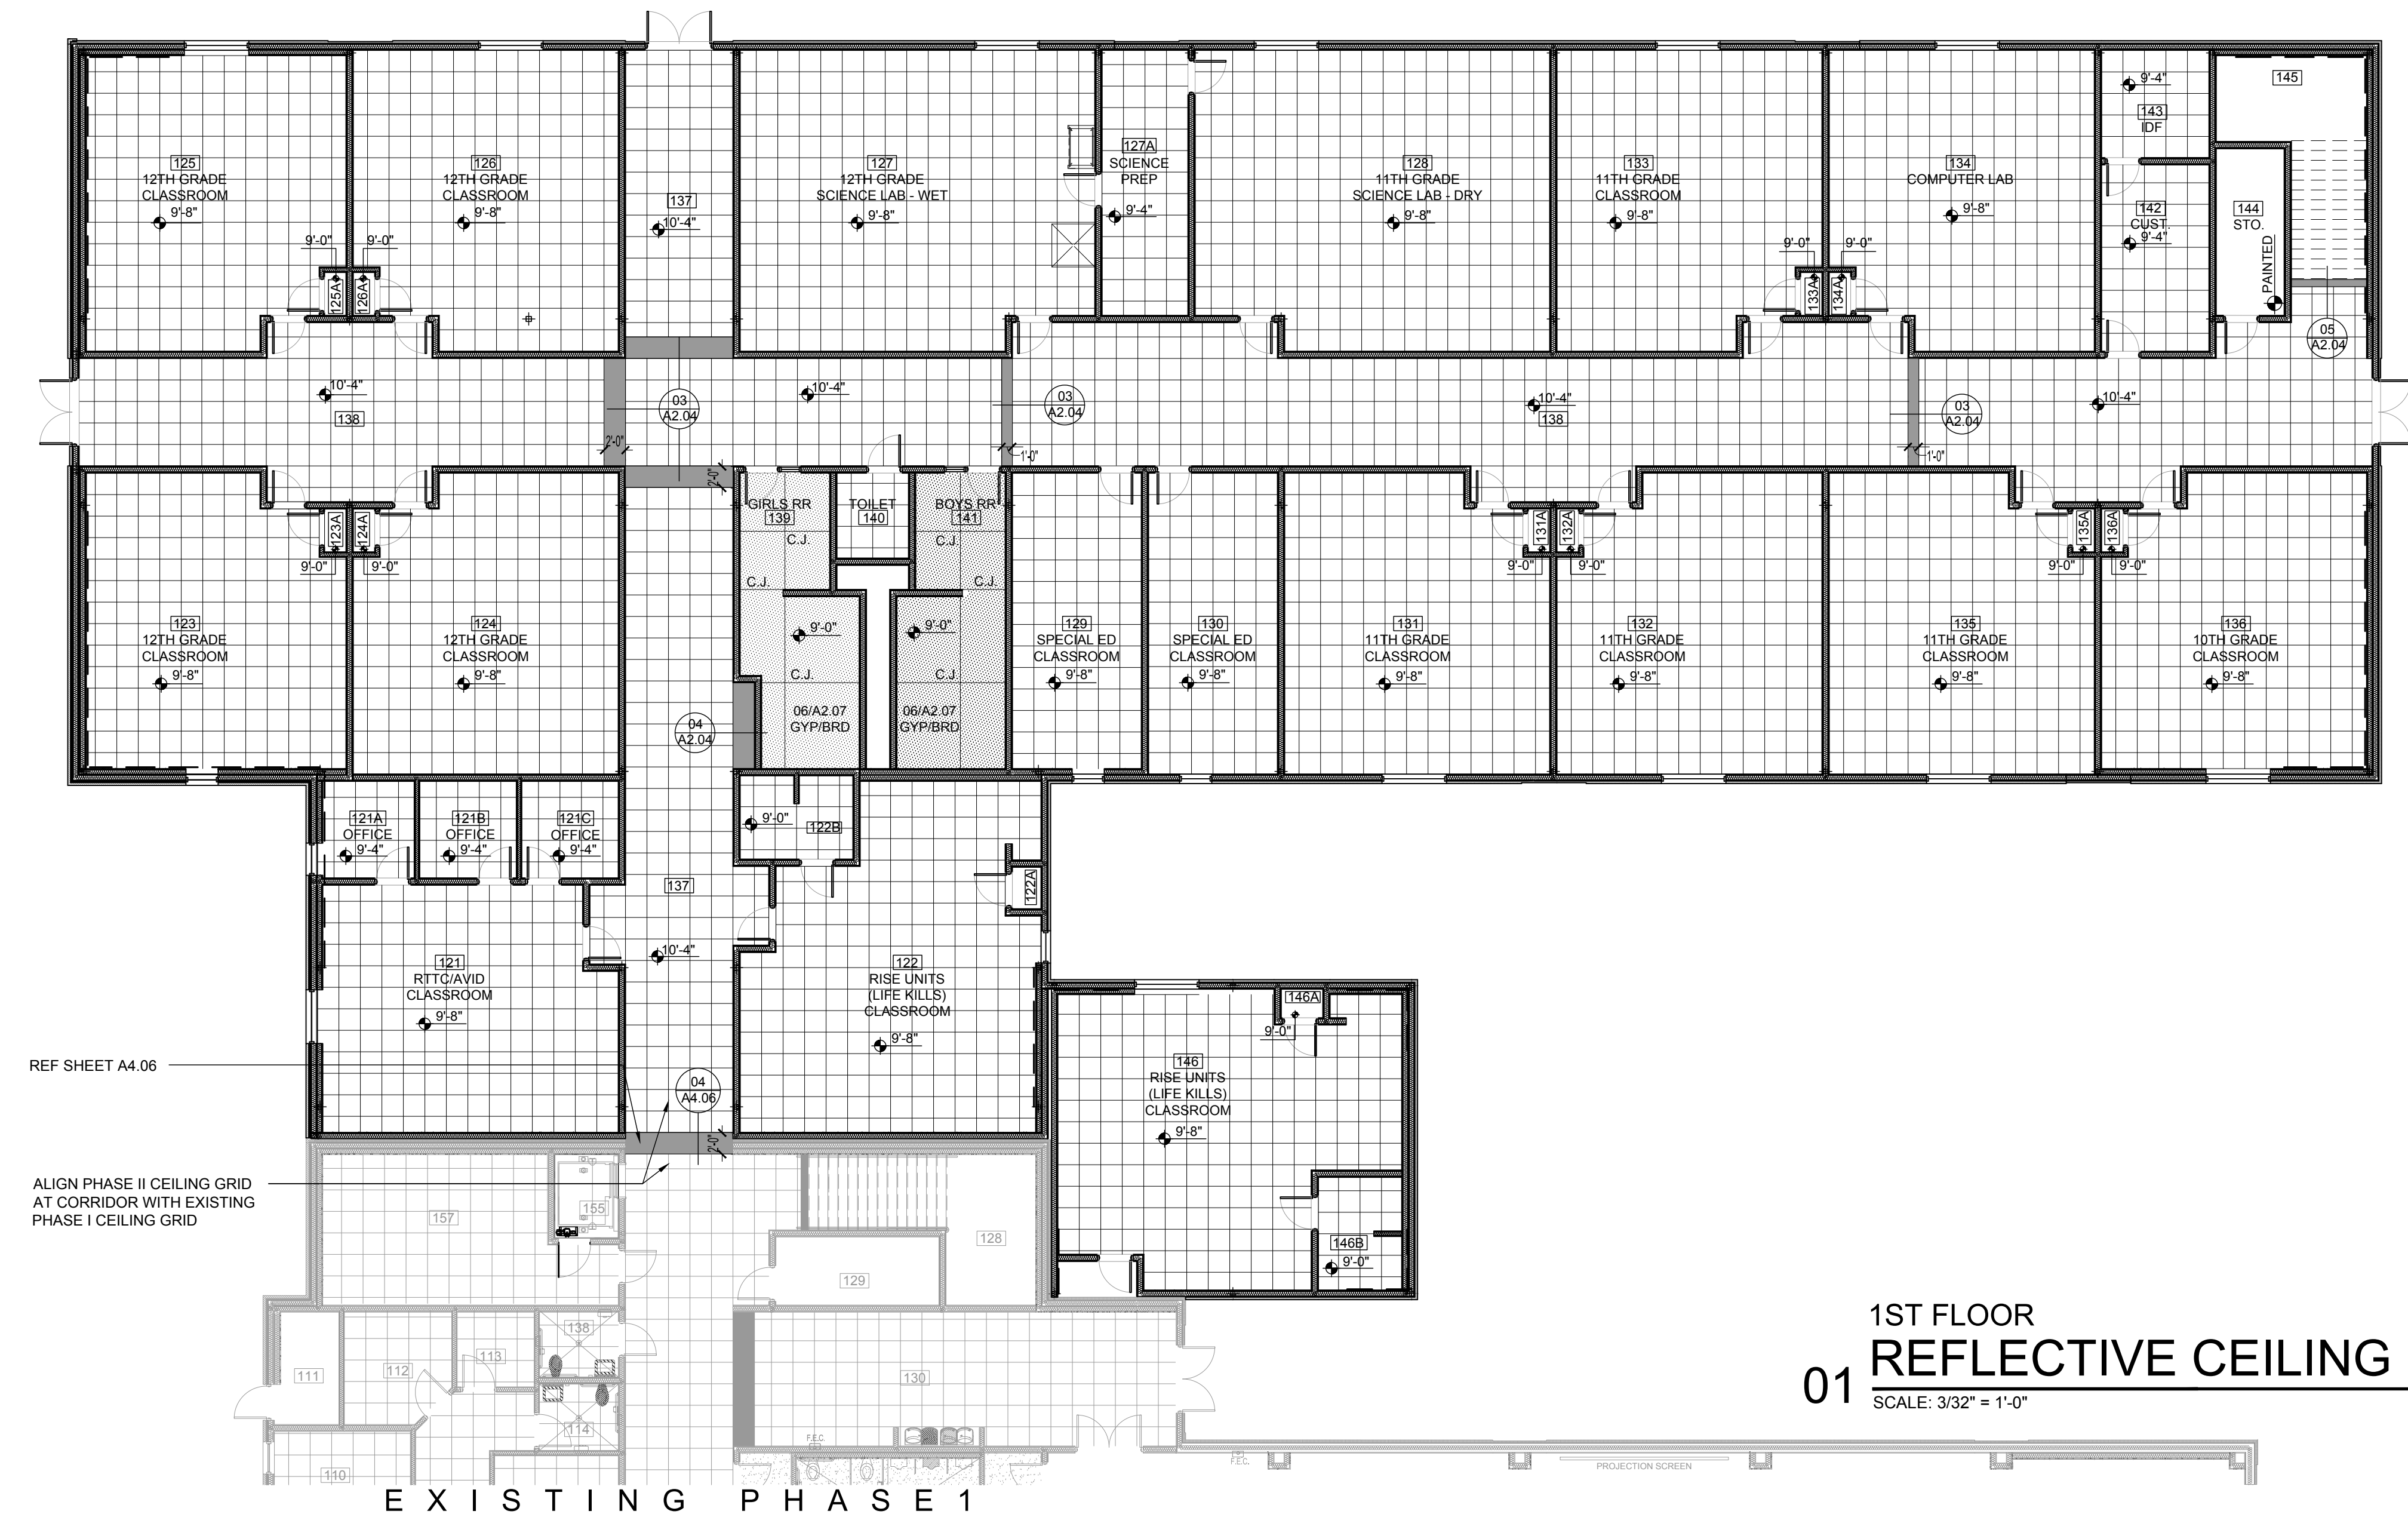 145
9'-4"
143
IDF
127A
SCIENCE
PREP
9'-4"
125
12TH GRADE
CLASSROOM
9'-8"
126
12TH GRADE
CLASSROOM
9'-8"
137
10'-4"
127
12TH GRADE
SCIENCE LAB - WET
9'-8"
128
11TH GRADE
SCIENCE LAB - DRY
9'-8"
133
11TH GRADE
CLASSROOM
9'-8"
134
COMPUTER LAB
9'-8"
142
CUST.
9'-4"
144
STO.
PAINTED
9'-0"
9'-0"
125A
126A
9'-0"
9'-0"
133A
134A
05
A2.04
10'-4"
138
03
A2.04
10'-4"
03
A2.04
10'-4"
138
03
A2.04
10'-4"
2'-0"
1'-0"
1'-0"
2'-0"
GIRLS RR
139
TOILET
140
BOYS RR
141
C.J.
C.J.
C.J.
C.J.
123A
124A
9'-0"
9'-0"
131A
132A
9'-0"
9'-0"
135A
136A
9'-0"
9'-0"
123
12TH GRADE
CLASSROOM
9'-8"
124
12TH GRADE
CLASSROOM
9'-8"
9'-0"
9'-0"
C.J.
C.J.
06/A2.07
GYP/BRD
06/A2.07
GYP/BRD
129
SPECIAL ED
CLASSROOM
9'-8"
130
SPECIAL ED
CLASSROOM
9'-8"
131
11TH GRADE
CLASSROOM
9'-8"
132
11TH GRADE
CLASSROOM
9'-8"
135
11TH GRADE
CLASSROOM
9'-8"
136
10TH GRADE
CLASSROOM
9'-8"
04
A2.04
121A
OFFICE
9'-4"
121B
OFFICE
9'-4"
121C
OFFICE
9'-4"
9'-0"
122B
137
122A
10'-4"
121
RTTC/AVID
CLASSROOM
9'-8"
122
RISE UNITS
(LIFE KILLS)
CLASSROOM
9'-8"
146A
9'-0"
146
RISE UNITS
(LIFE KILLS)
CLASSROOM
9'-8"
146B
9'-0"
REF SHEET A4.06
04
A4.06
2'-0"
ALIGN PHASE II CEILING GRID
AT CORRIDOR WITH EXISTING
PHASE I CEILING GRID
157
155
128
129
138
113
112
111
130
114
110
F.E.C.
F.E.C.
PROJECTION SCREEN
EXISTING PHASE1
1ST FLOOR
01 REFLECTIVE CEILING
SCALE: 3/32" = 1'-0"